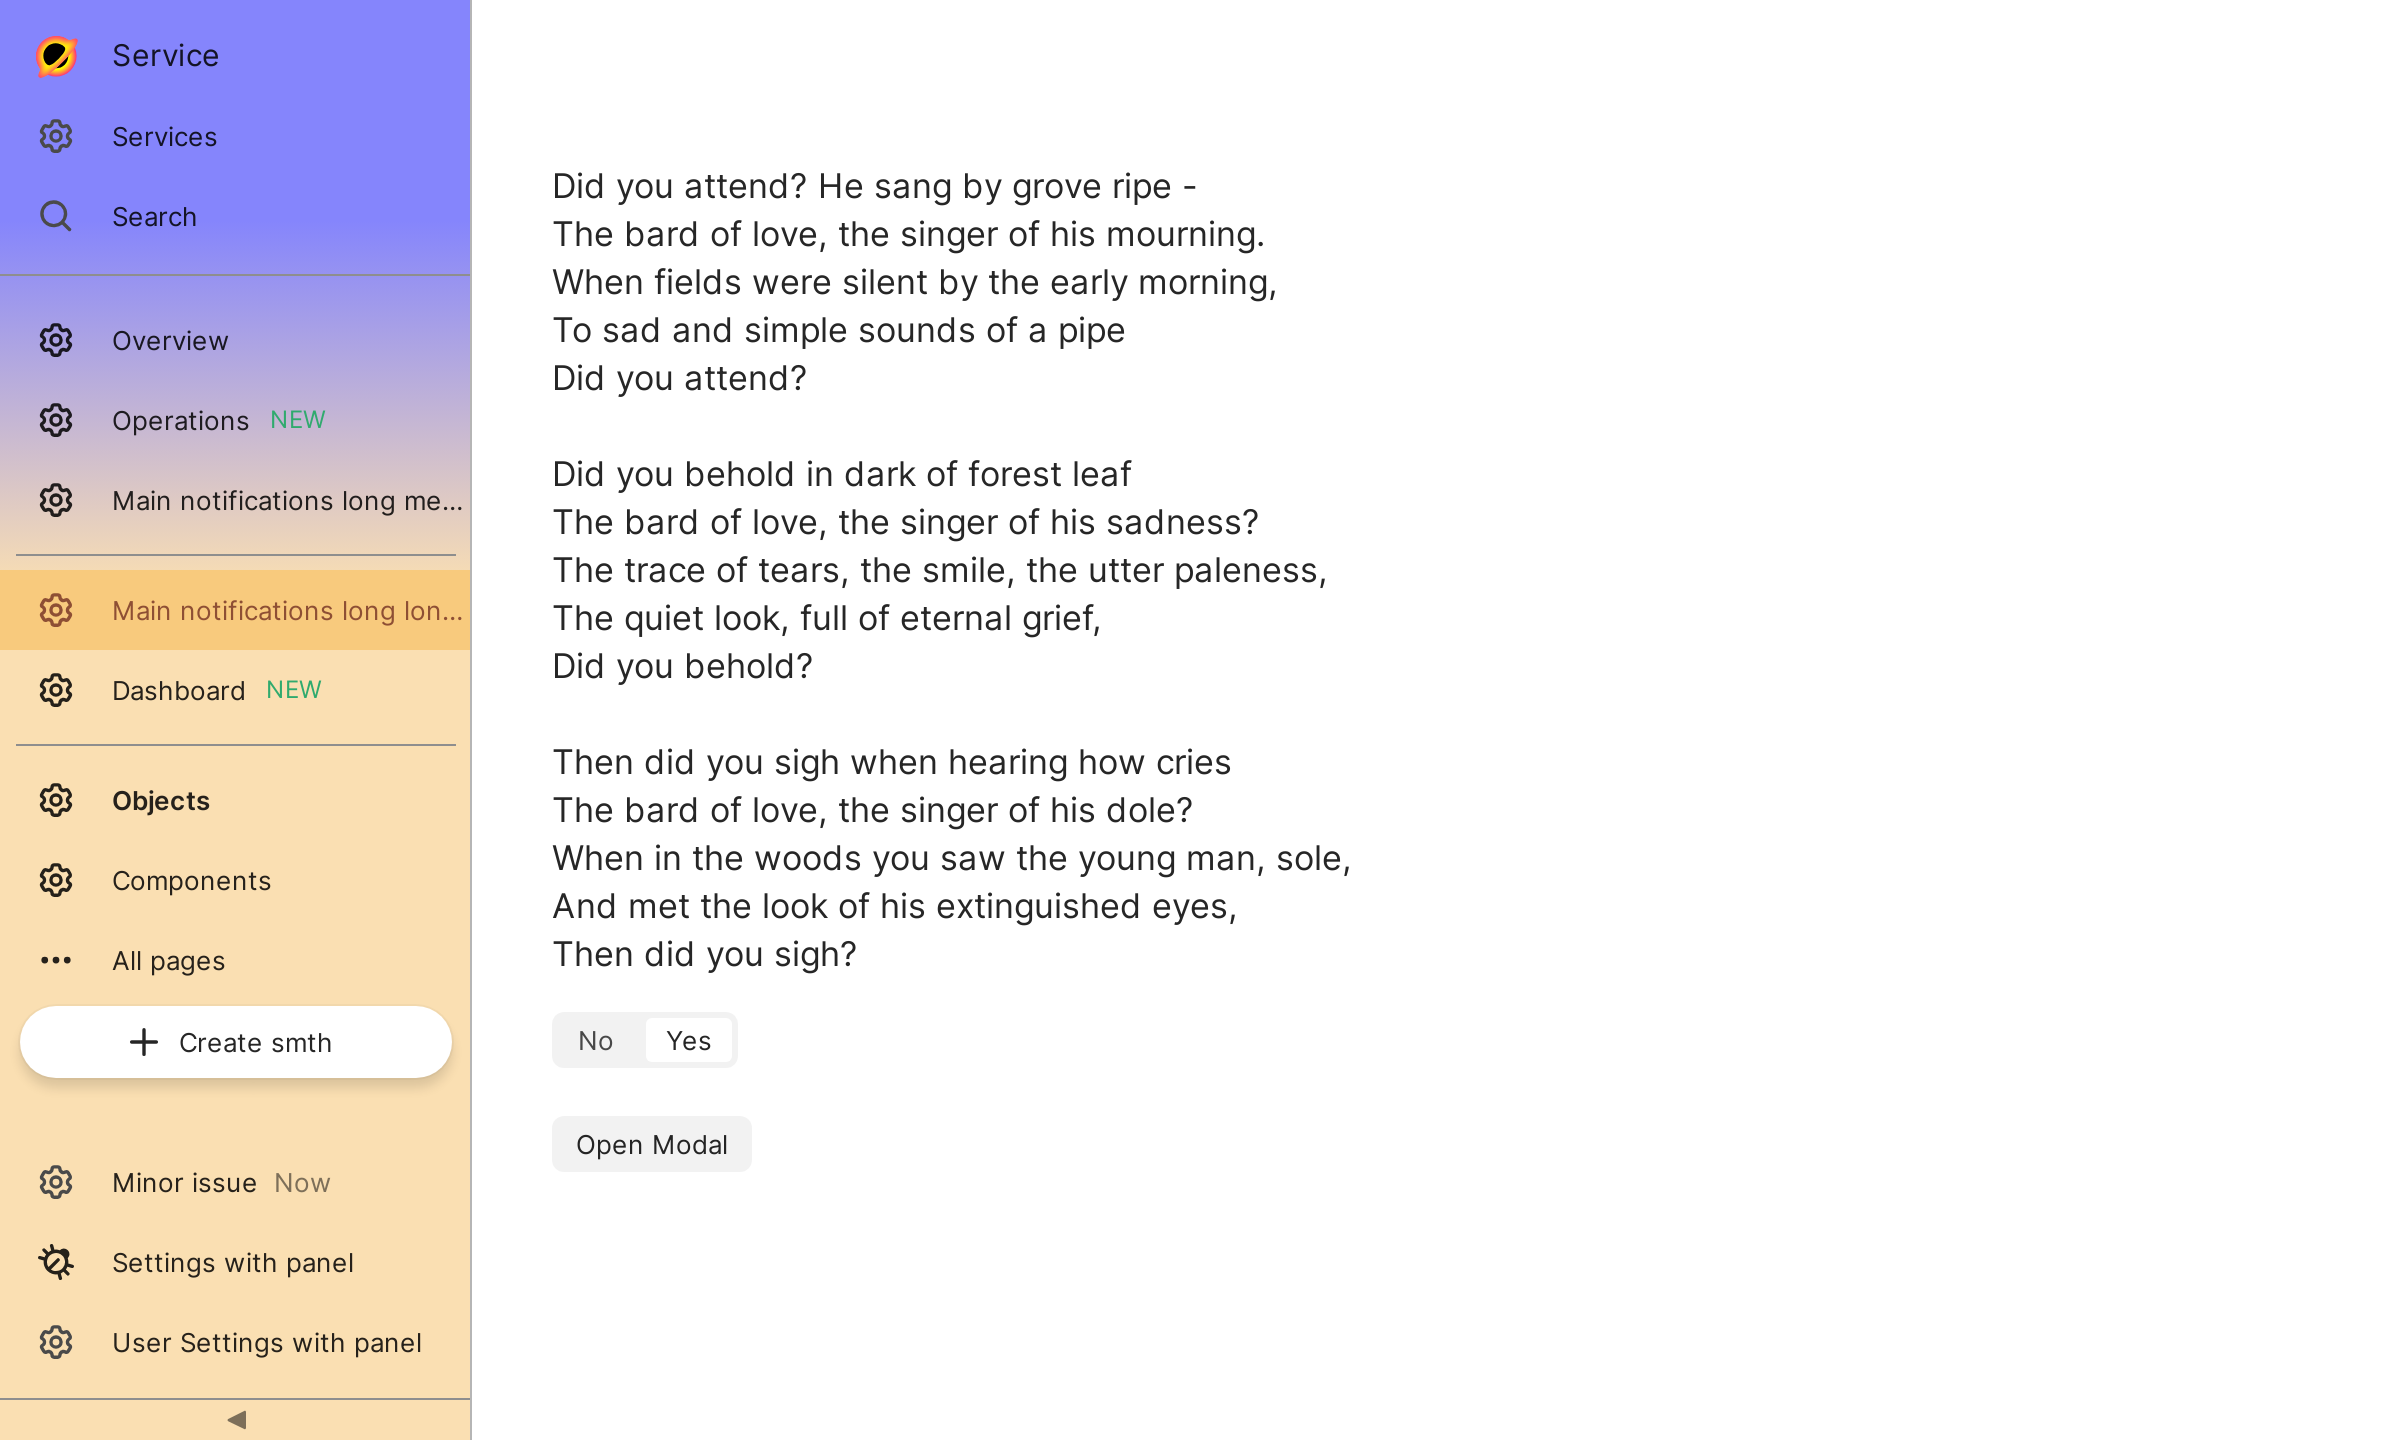 Service
Services
Search
Overview
Operations NEW
Main notifications long me...
Main notifications long lon...
Dashboard NEW
Objects
Components
All pages
Create smth
Minor issue Now
Settings with panel
User Settings with panel
Did you attend? He sang by grove ripe -
The bard of love, the singer of his mourning.
When fields were silent by the early morning,
To sad and simple sounds of a pipe
Did you attend?
Did you behold in dark of forest leaf
The bard of love, the singer of his sadness?
The trace of tears, the smile, the utter paleness,
The quiet look, full of eternal grief,
Did you behold?
Then did you sigh when hearing how cries
The bard of love, the singer of his dole?
When in the woods you saw the young man, sole,
And met the look of his extinguished eyes,
Then did you sigh?
No Yes
Open Modal